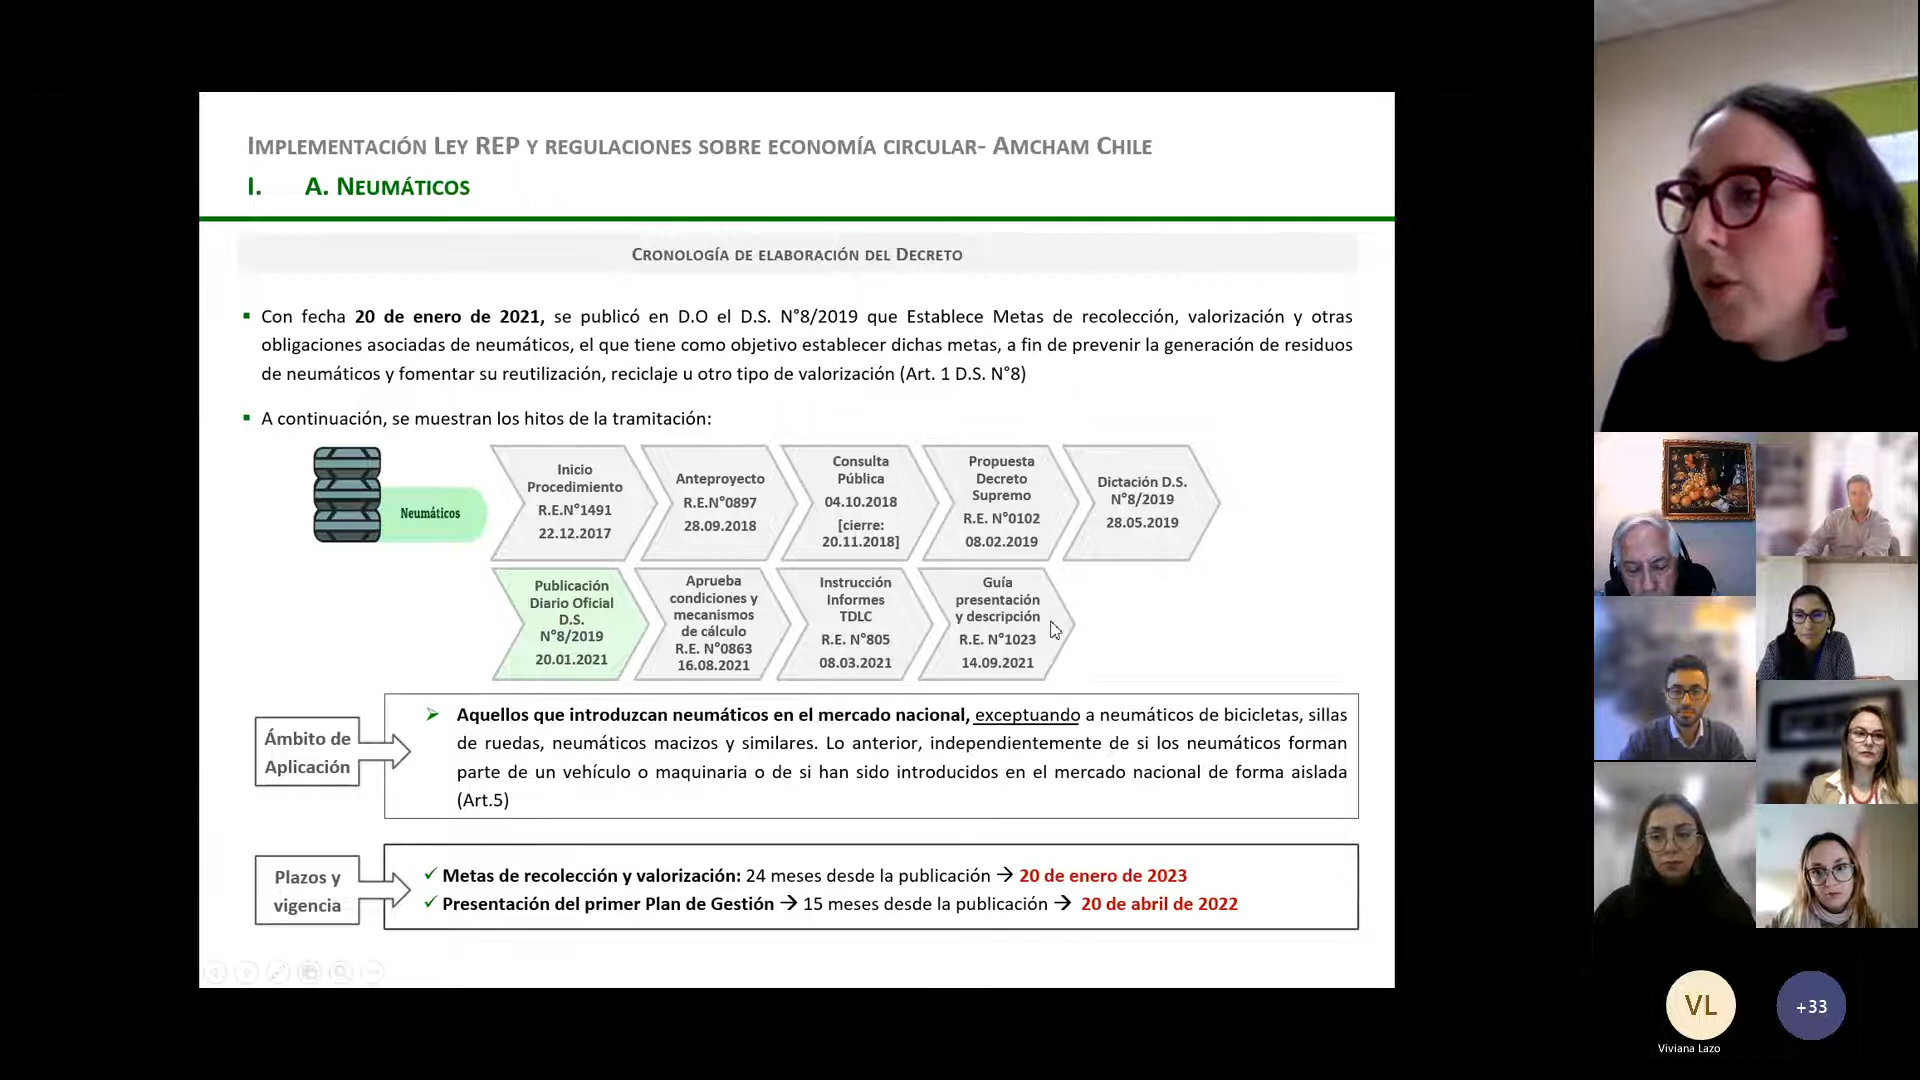 IMPLEMENTACIÓN LEY REP Y REGULACIONES SOBRE ECONOMÍA CIRCULAR- AMCHAM CHILE
I. A. NEUMÁTICOS
CRONOLOGÍA DE ELABORACIÓN DEL DECRETO
▪ Con fecha 20 de enero de 2021, se publicó en D.O el D.S. N°8/2019 que Establece Metas de recolección, valorización y otras
obligaciones asociadas de neumáticos, el que tiene como objetivo establecer dichas metas, a fin de prevenir la generación de residuos
de neumáticos y fomentar su reutilización, reciclaje u otro tipo de valorización (Art. 1 D.S. N°8)
▪ A continuación, se muestran los hitos de la tramitación:
Neumáticos
Inicio
Procedimiento
R.E.N°1491
22.12.2017
Anteproyecto
R.E.N°0897
28.09.2018
Consulta
Pública
04.10.2018
[cierre:
20.11.2018]
Propuesta
Decreto
Supremo
R.E. N°0102
08.02.2019
Dictación D.S.
N°8/2019
28.05.2019
Publicación
Diario Oficial
D.S.
N°8/2019
20.01.2021
Aprueba
condiciones y
mecanismos
de cálculo
R.E. N°0863
16.08.2021
Instrucción
Informes
TDLC
R.E. N°805
08.03.2021
Guía
presentación
y descripción
R.E. N°1023
14.09.2021
Ámbito de
Aplicación
➤ Aquellos que introduzcan neumáticos en el mercado nacional, exceptuando a neumáticos de bicicletas, sillas
de ruedas, neumáticos macizos y similares. Lo anterior, independientemente de si los neumáticos forman
parte de un vehículo o maquinaria o de si han sido introducidos en el mercado nacional de forma aislada
(Art.5)
Plazos y
vigencia
✓ Metas de recolección y valorización: 24 meses desde la publicación → 20 de enero de 2023
✓ Presentación del primer Plan de Gestión → 15 meses desde la publicación → 20 de abril de 2022
VL
+33
Viviana Lazo